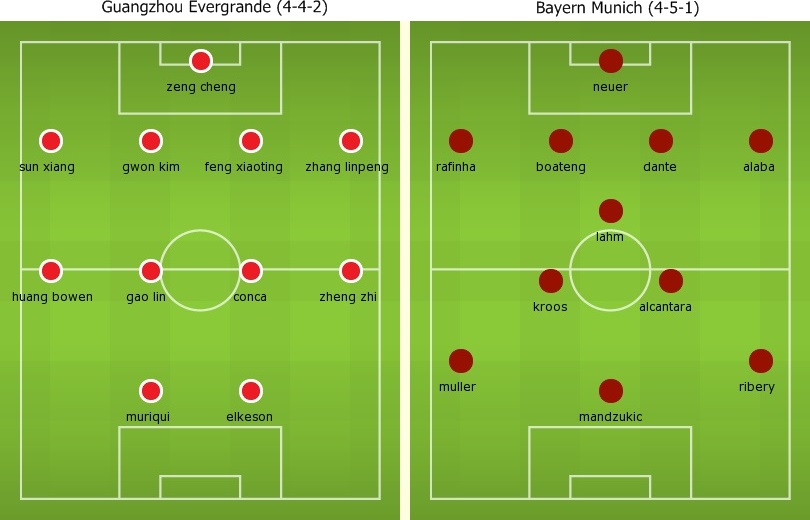 Guangzhou Evergrande (4-4-2)
zeng cheng
sun xiang gwon kim feng xiaoting zhang linpeng
huang bowen gao lin conca zheng zhi
muriqui elkeson
Bayern Munich (4-5-1)
neuer
rafinha boateng dante alaba
lahm
kroos alcantara
muller ribery
mandzukic